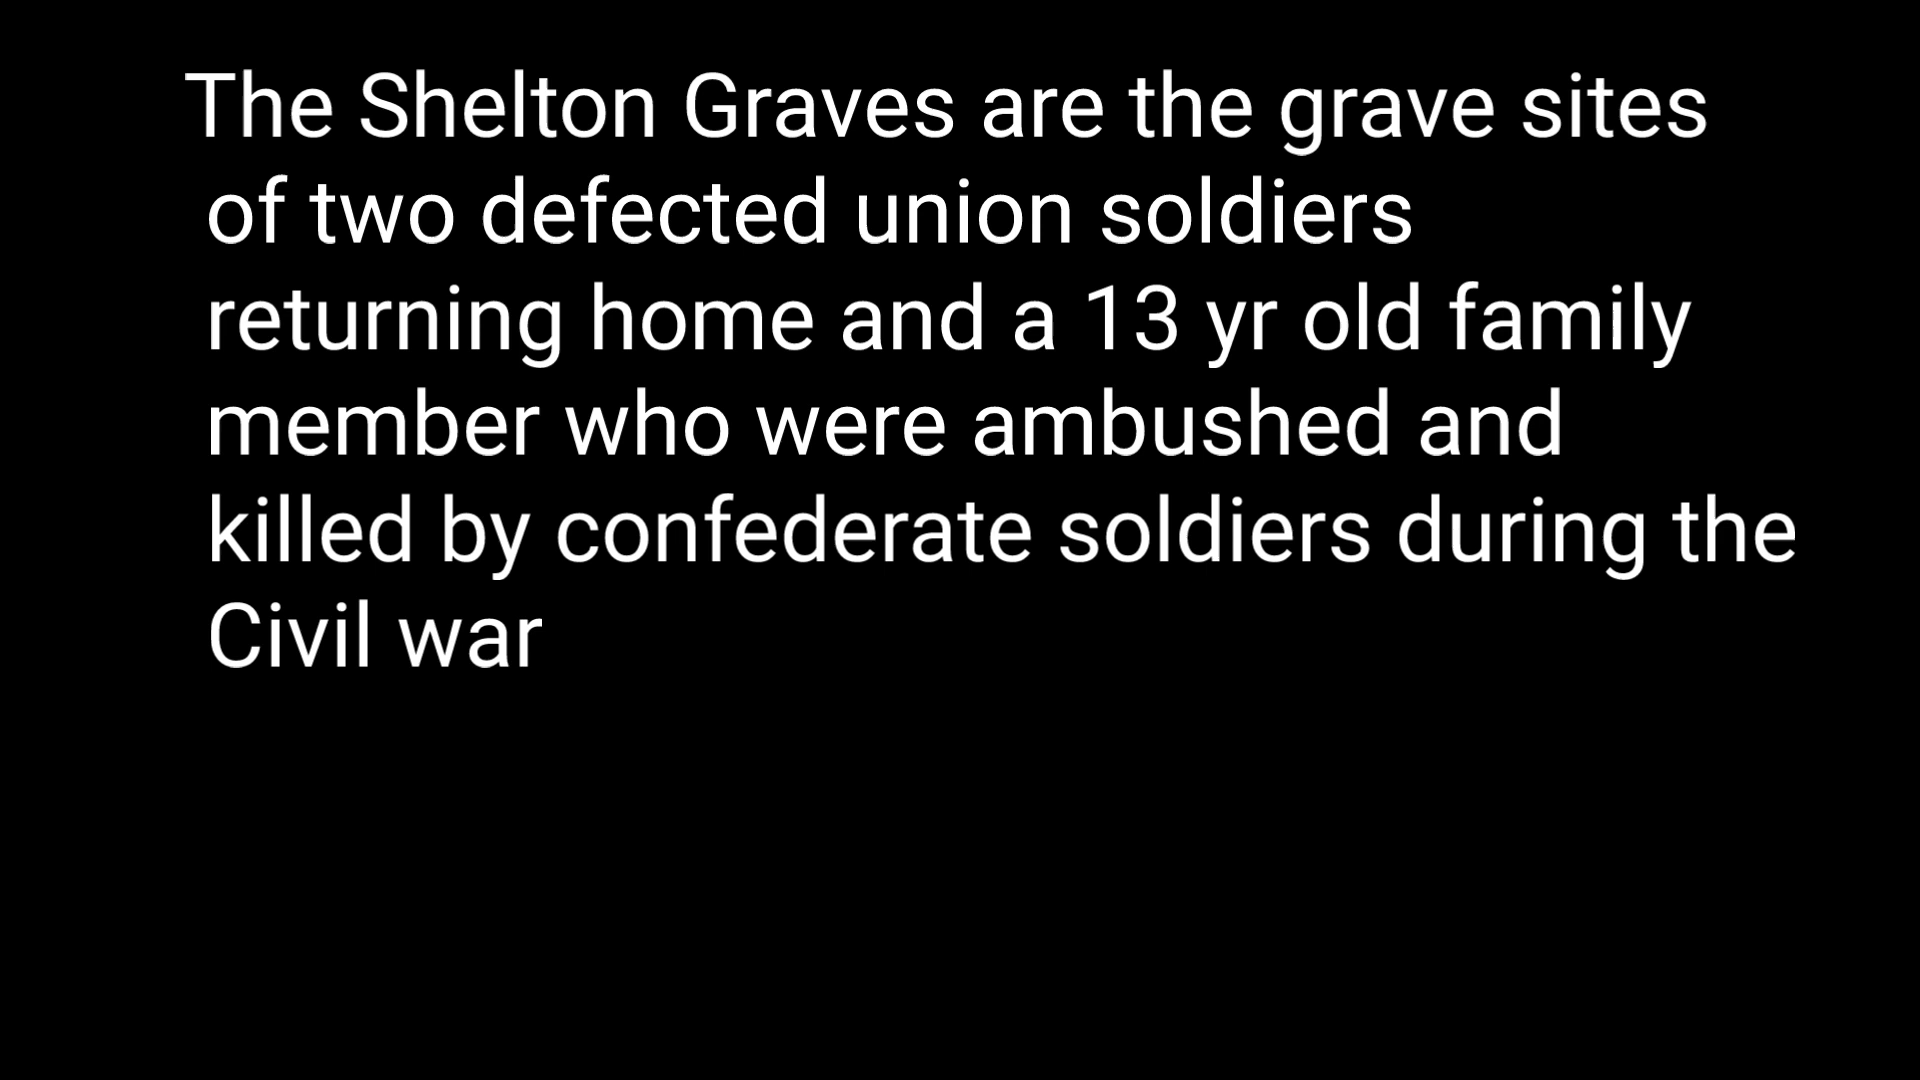 The Shelton Graves are the grave sites
of two defected union soldiers
returning home and a 13 yr old family
member who were ambushed and
killed by confederate soldiers during the
Civil war